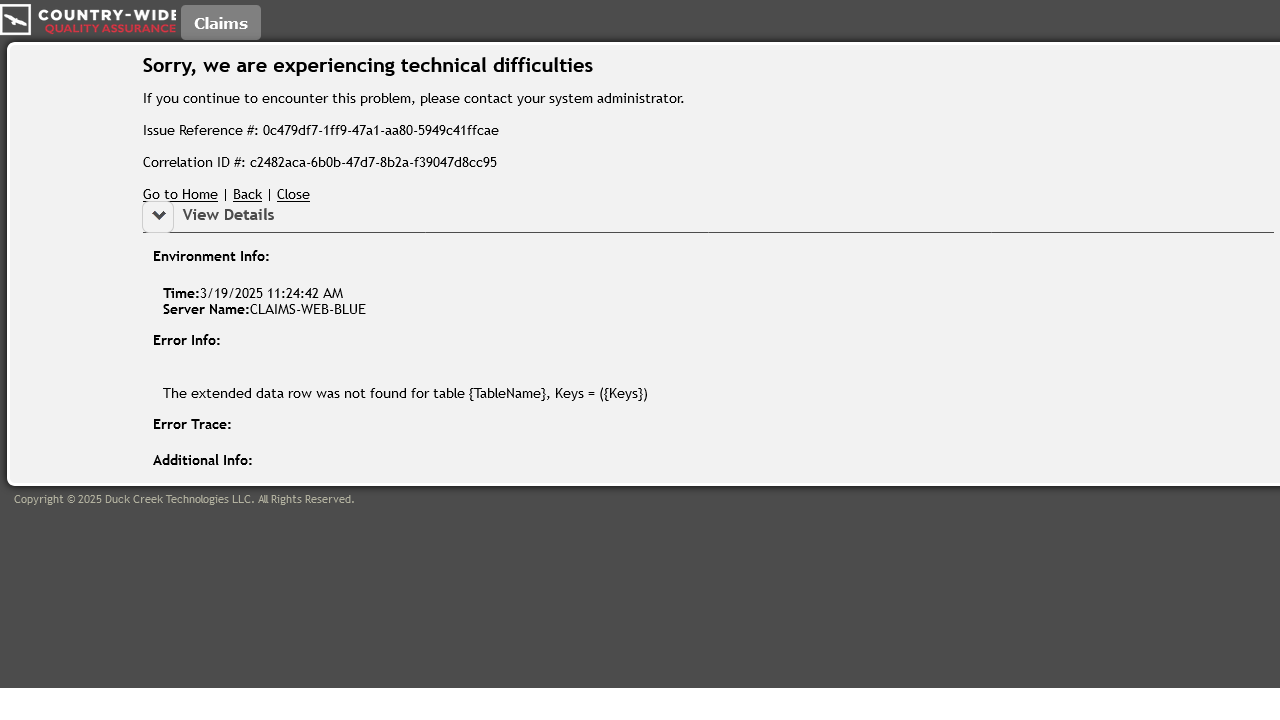 COUNTRY-WIDE
QUALITY ASSURANCE
Claims
Sorry, we are experiencing technical difficulties
If you continue to encounter this problem, please contact your system administrator.
Issue Reference #: 0c479df7-1ff9-47a1-aa80-5949c41ffcae
Correlation ID #: c2482aca-6b0b-47d7-8b2a-f39047d8cc95
Go to Home | Back | Close
View Details
Environment Info:
Time:3/19/2025 11:24:42 AM
Server Name:CLAIMS-WEB-BLUE
Error Info:
The extended data row was not found for table {TableName}, Keys = ({Keys})
Error Trace:
Additional Info:
Copyright © 2025 Duck Creek Technologies LLC. All Rights Reserved.